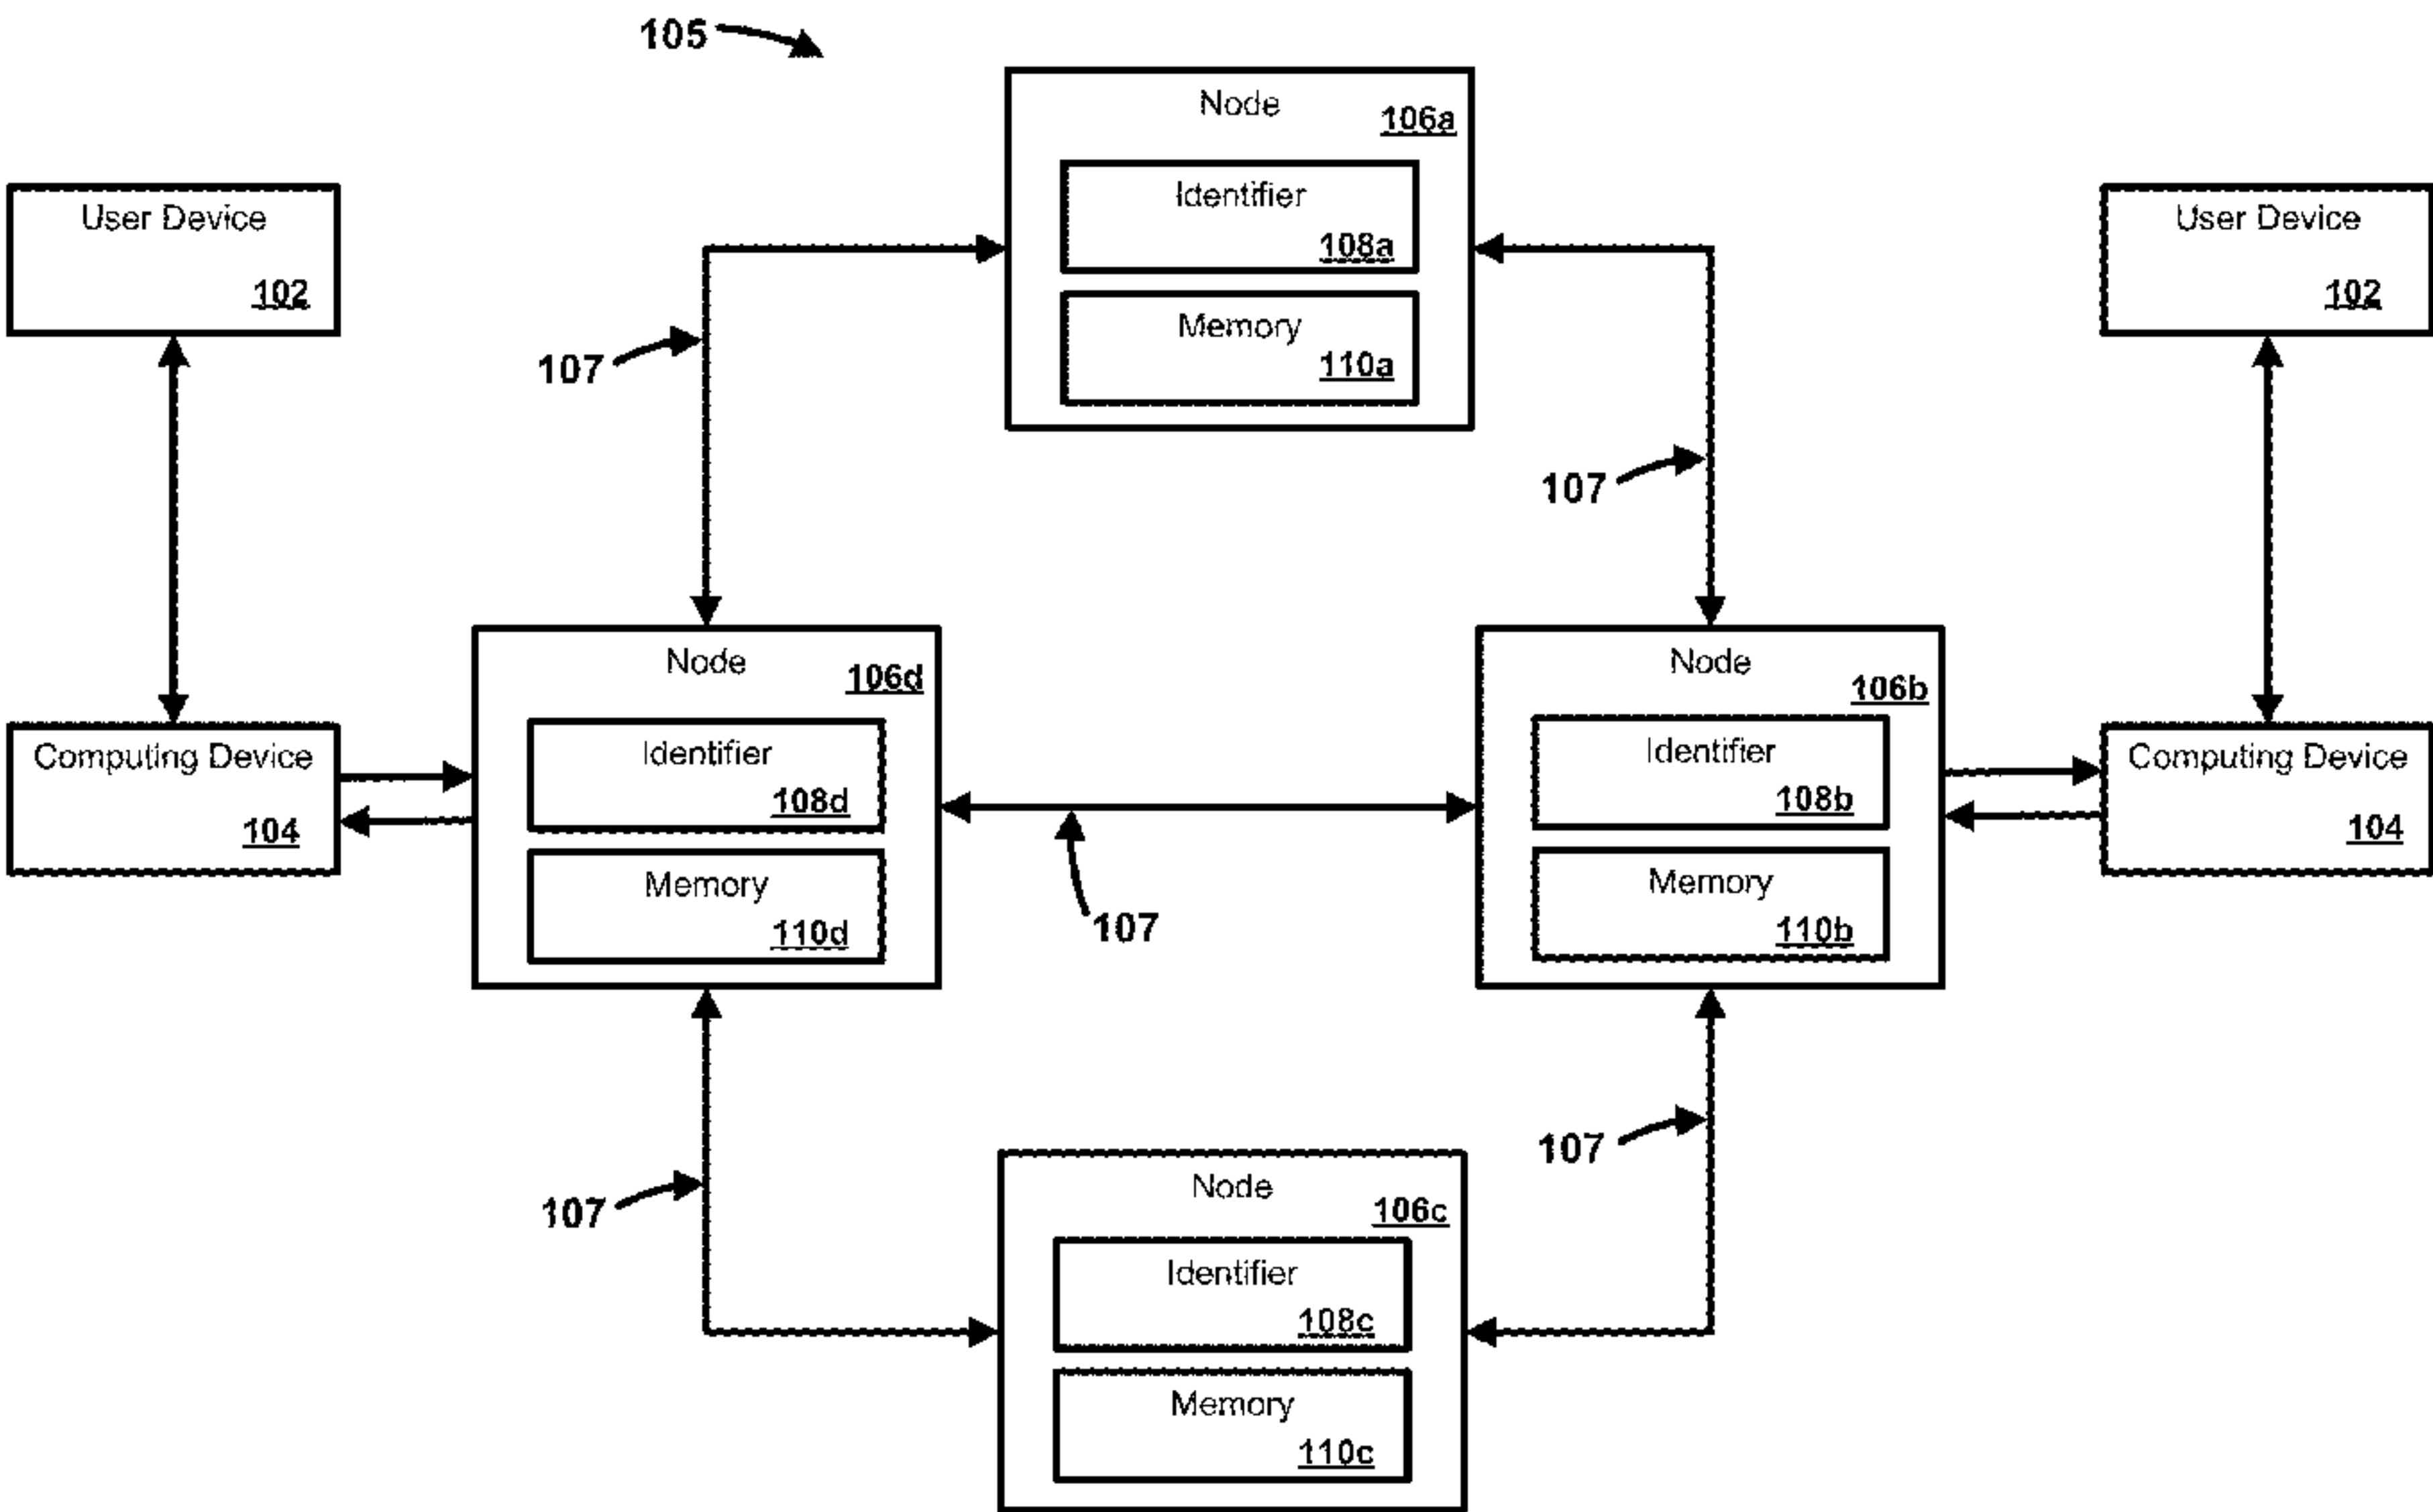 105
Node
106a
Identifier
108a
Memory
110a
User Device
102
User Device
102
107
107
Node
106d
Identifier
108d
Memory
110d
Node
106b
Identifier
108b
Memory
110b
Computing Device
104
Computing Device
104
107
107
107
Node
106c
Identifier
108c
Memory
110c